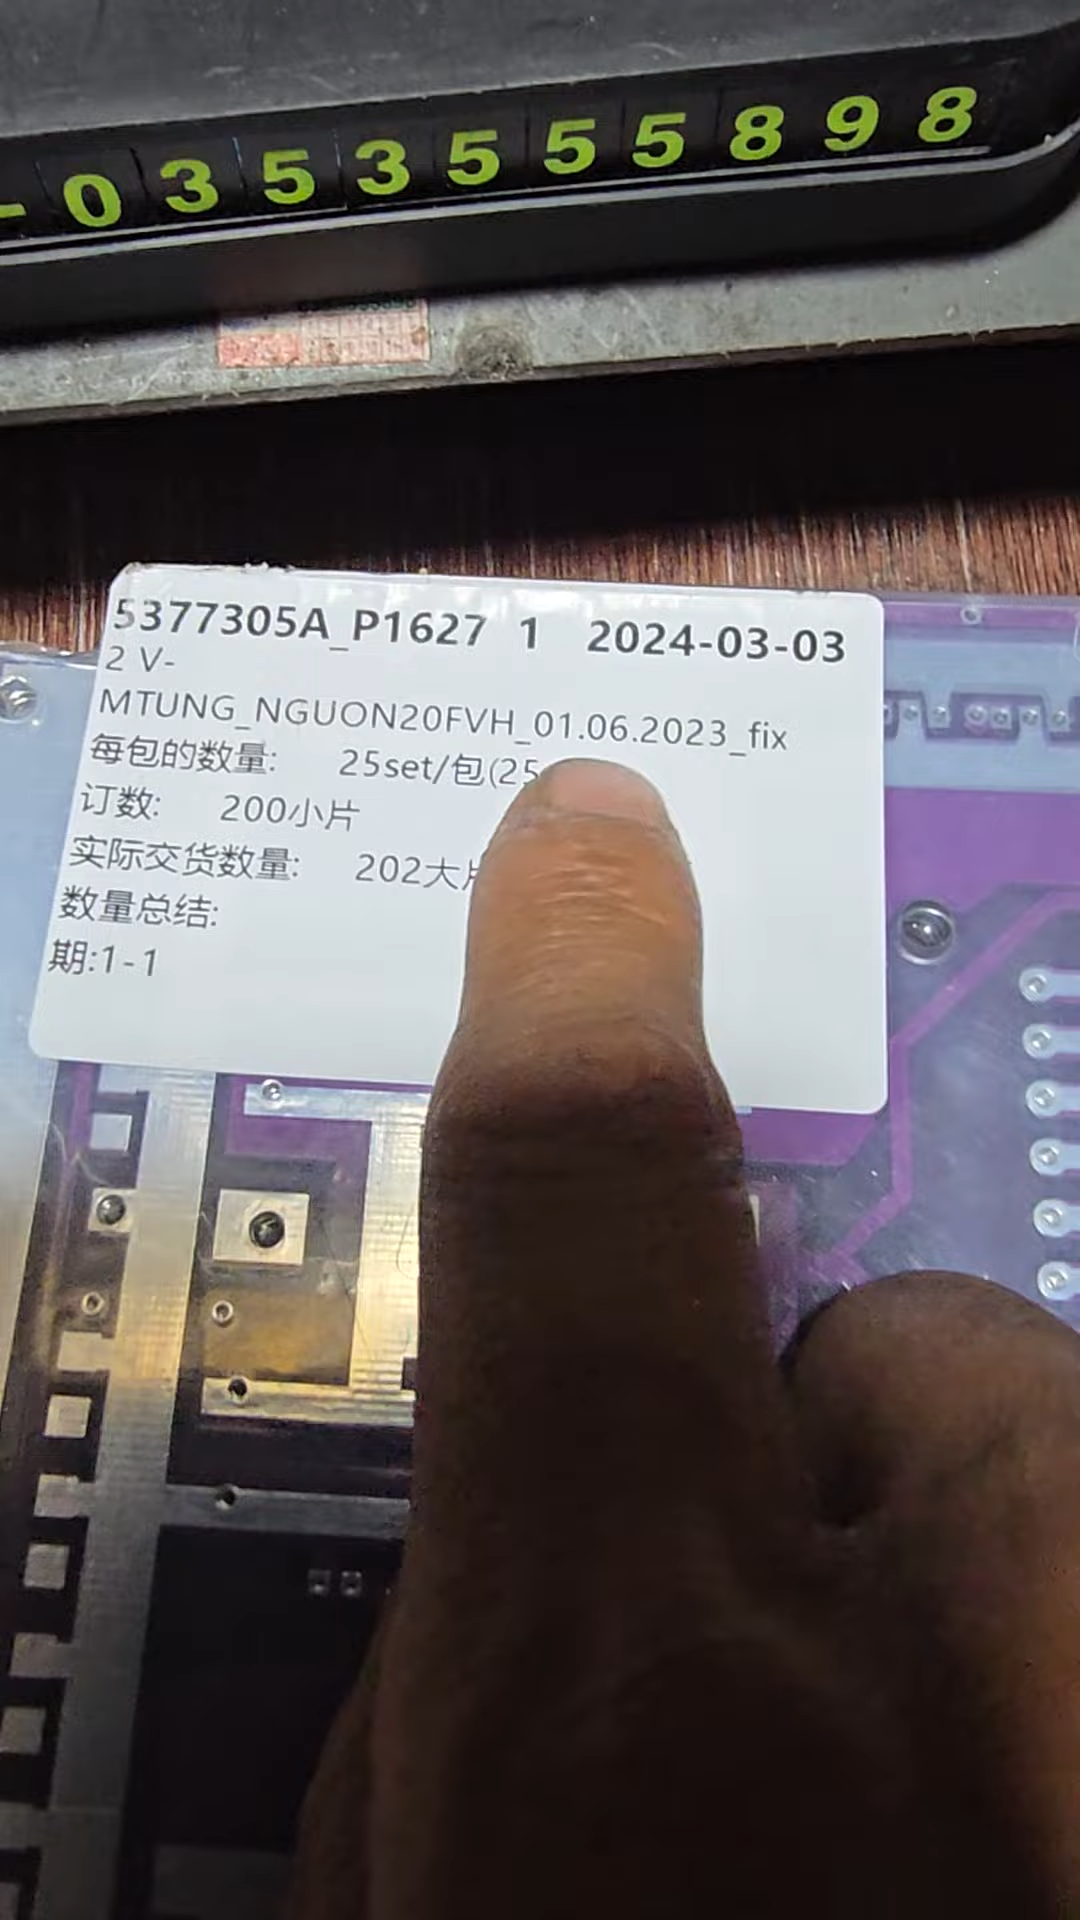 -0353555898
5377305A_P1627 1 2024-03-03
2 V-
MTUNG_NGUON20FVH_01.06.2023_fix
每包的数量: 25set/包(25
订数: 200小片
实际交货数量: 202大
数量总结:
期:1-1